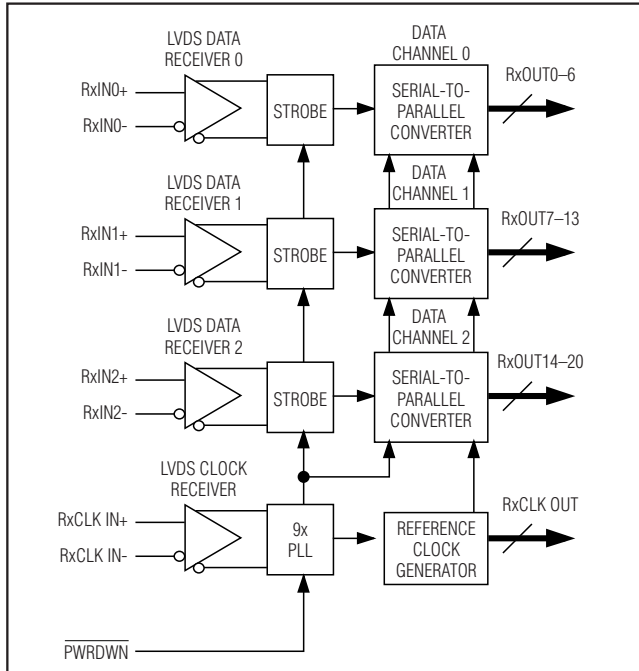 LVDS DATA
RECEIVER 0
RxIN0+
RxIN0-
STROBE
DATA
CHANNEL 0
SERIAL-TO-
PARALLEL
CONVERTER
RxOUT0–6
LVDS DATA
RECEIVER 1
RxIN1+
RxIN1-
STROBE
DATA
CHANNEL 1
SERIAL-TO-
PARALLEL
CONVERTER
RxOUT7–13
LVDS DATA
RECEIVER 2
RxIN2+
RxIN2-
STROBE
DATA
CHANNEL 2
SERIAL-TO-
PARALLEL
CONVERTER
RxOUT14–20
LVDS CLOCK
RECEIVER
RxCLK IN+
RxCLK IN-
9x
PLL
REFERENCE
CLOCK
GENERATOR
RxCLK OUT
PWRDWN